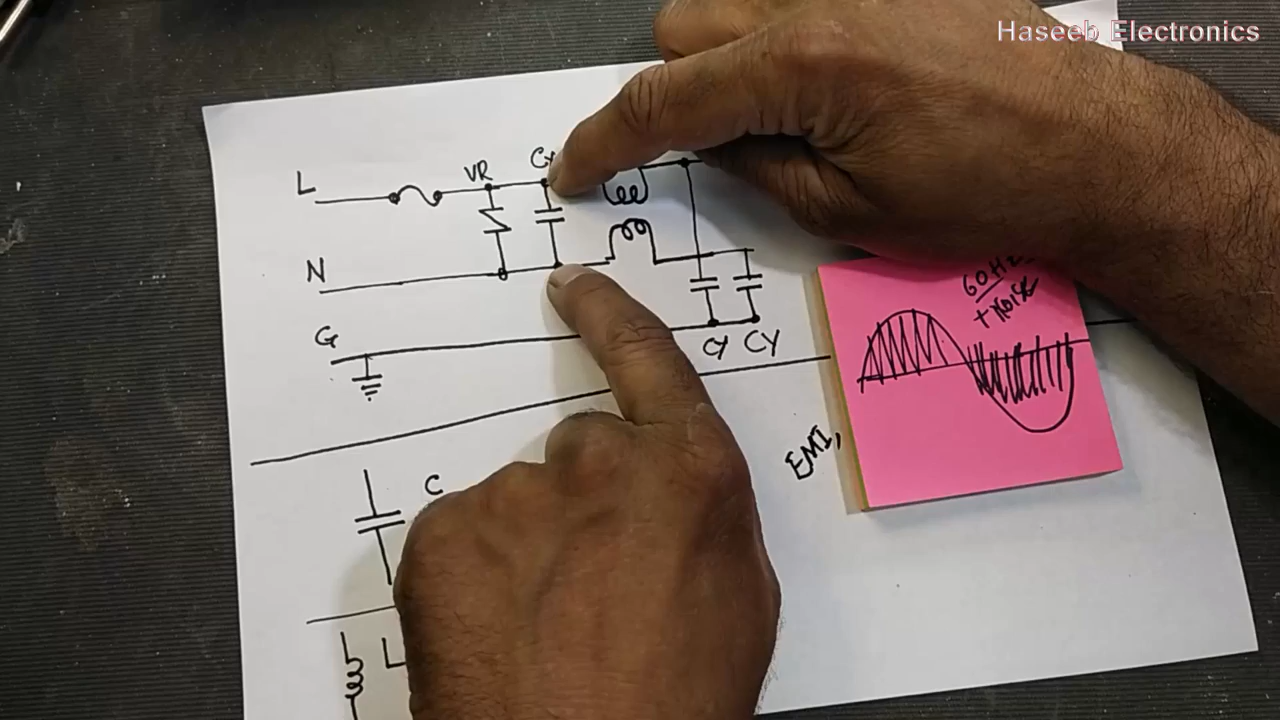 Haseeb Electronics
L
VR
N
G
CY CY
60Hz
+ Noise
EMI,
C
L